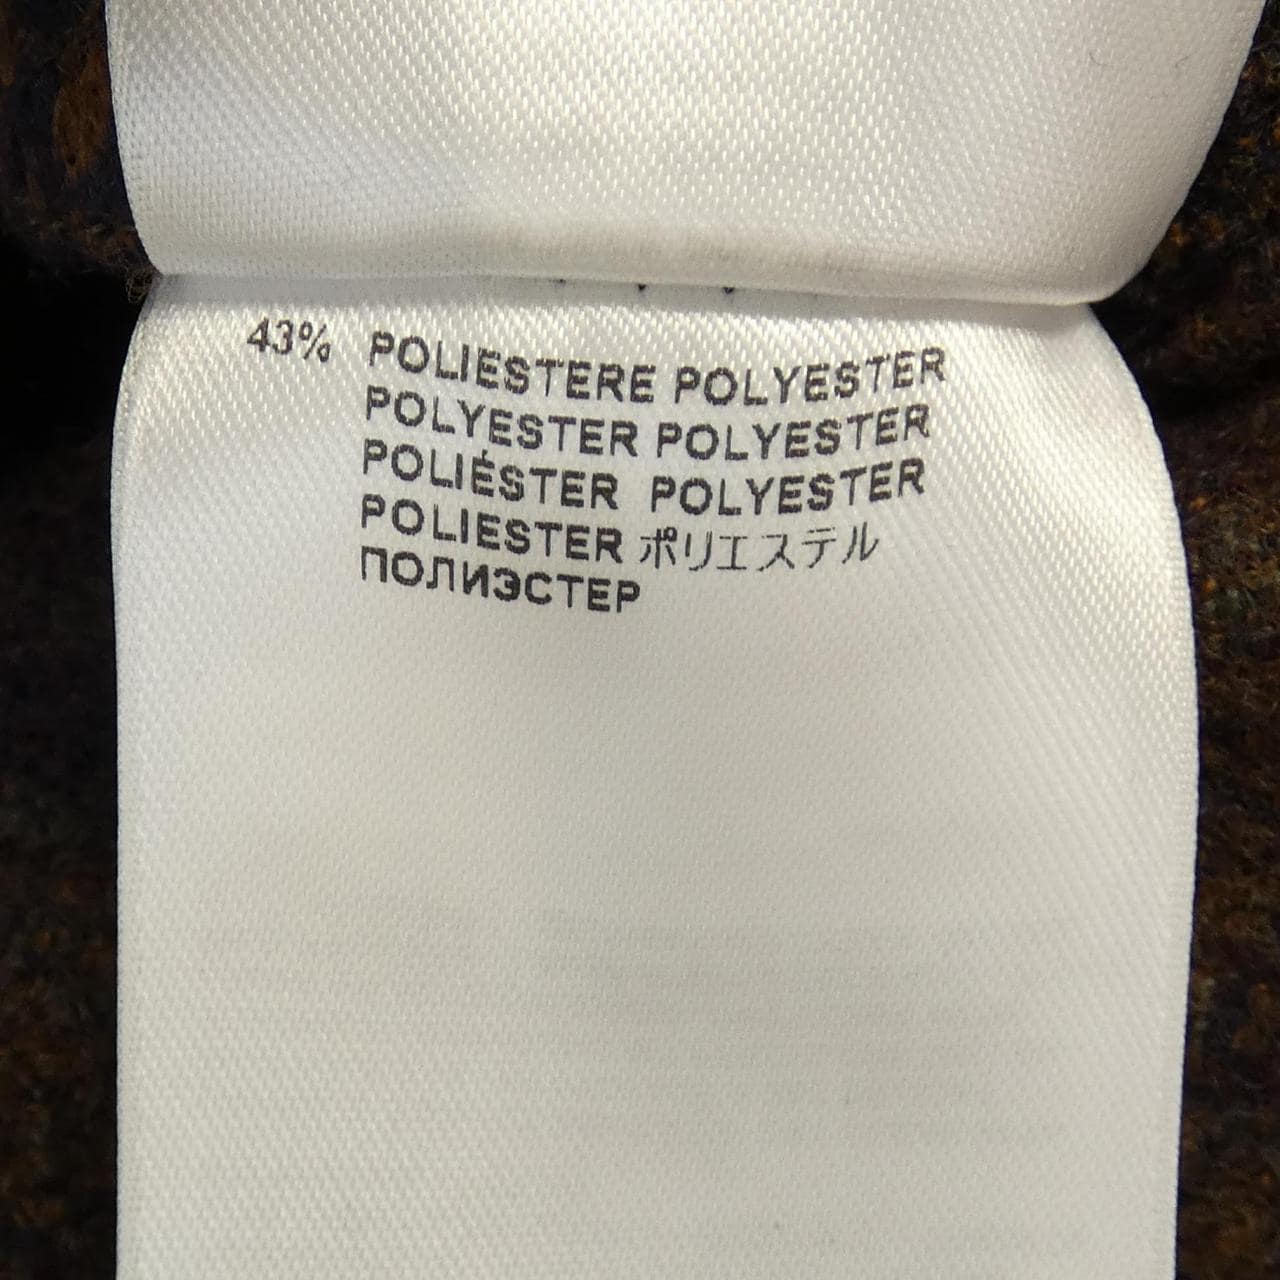 43% POLIESTERE POLYESTER
POLYESTER POLYESTER
POLIÉSTER POLYESTER
POLIESTER ポリエステル
ПОЛИЭСТЕР